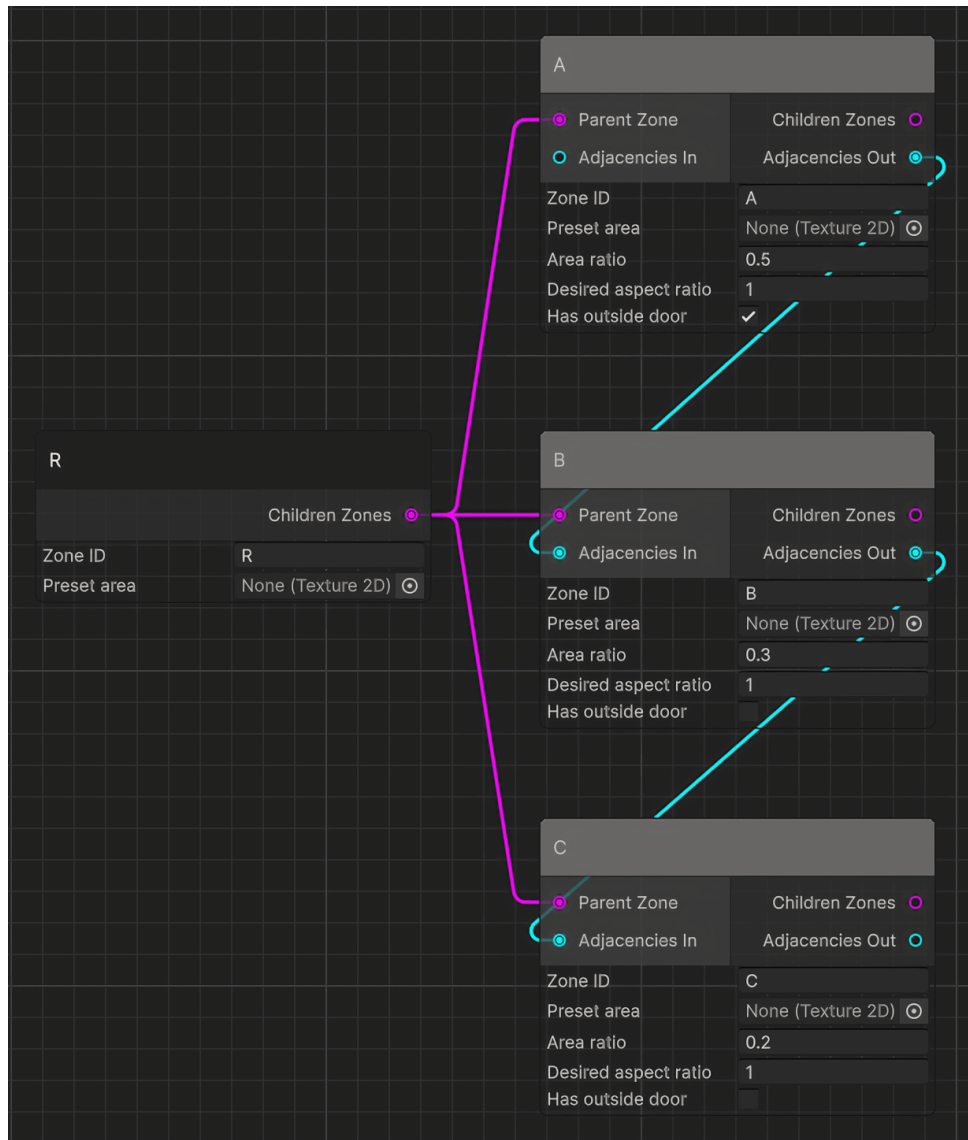 A
Parent Zone Children Zones
Adjacencies In Adjacencies Out
Zone ID A
Preset area None (Texture 2D)
Area ratio 0.5
Desired aspect ratio 1
Has outside door
R
Children Zones
Zone ID R
Preset area None (Texture 2D)
B
Parent Zone Children Zones
Adjacencies In Adjacencies Out
Zone ID B
Preset area None (Texture 2D)
Area ratio 0.3
Desired aspect ratio 1
Has outside door
C
Parent Zone Children Zones
Adjacencies In Adjacencies Out
Zone ID C
Preset area None (Texture 2D)
Area ratio 0.2
Desired aspect ratio 1
Has outside door